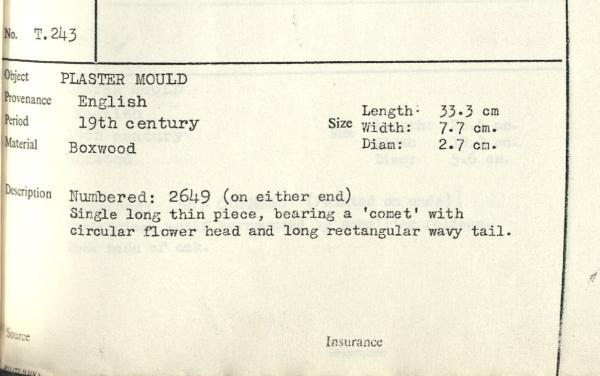 No. T.243
Object PLASTER MOULD
Provenance English
Period 19th century
Material Boxwood
Size
Length: 33.3 cm
Width: 7.7 cm.
Diam: 2.7 cm.
Description Numbered: 2649 (on either end)
Single long thin piece, bearing a 'comet' with
circular flower head and long rectangular wavy tail.
Source Insurance